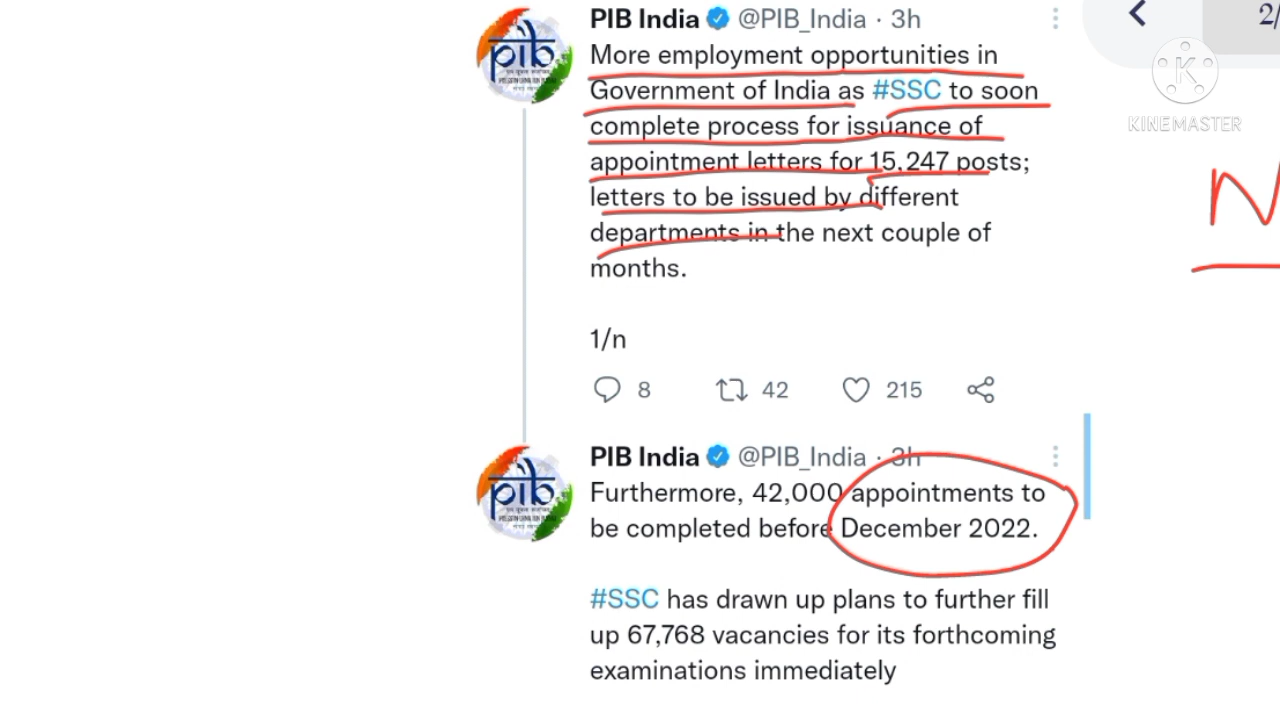 PIB India @PIB_India · 3h
More employment opportunities in
Government of India as #SSC to soon
complete process for issuance of
appointment letters for 15,247 posts;
letters to be issued by different
departments in the next couple of
months.
1/n
8 42 215
PIB India @PIB_India · 3h
Furthermore, 42,000 appointments to
be completed before December 2022.
#SSC has drawn up plans to further fill
up 67,768 vacancies for its forthcoming
examinations immediately
pib
pib
2/
K
KINEMASTER
N